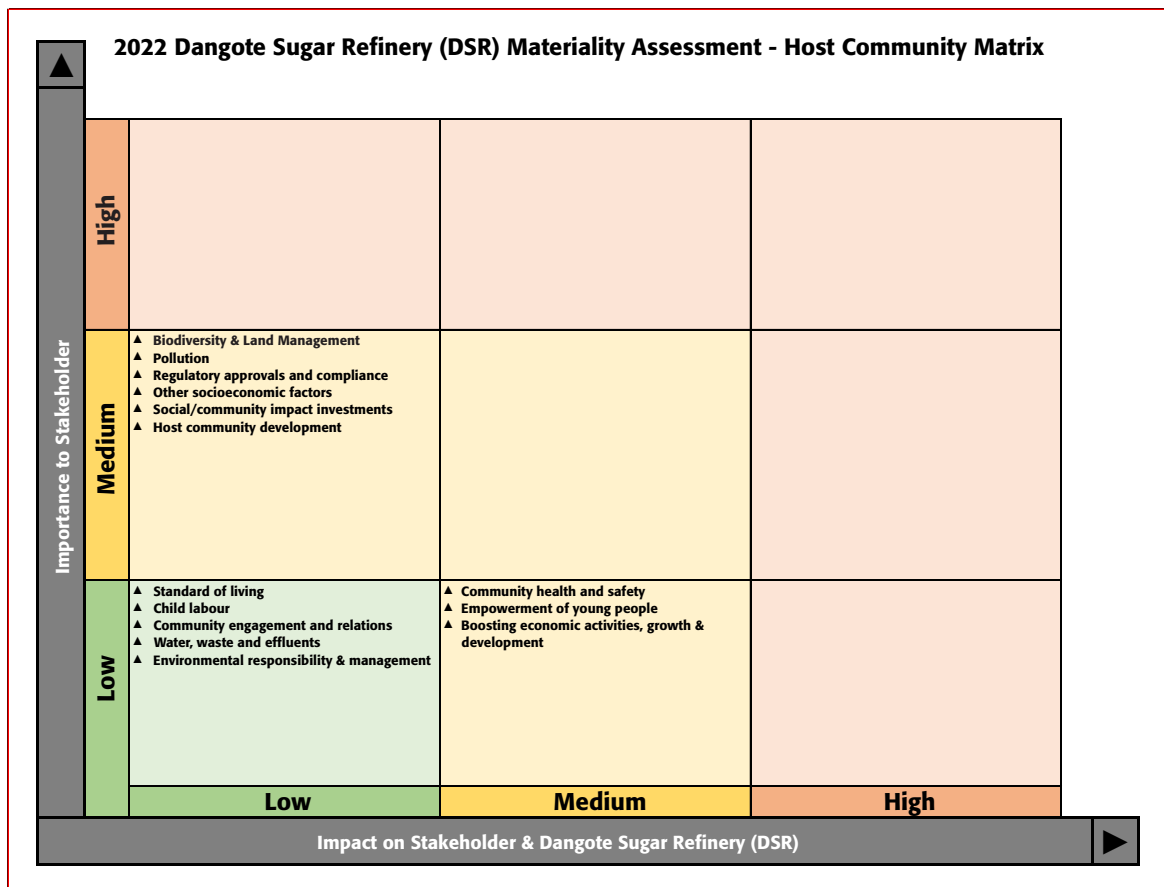 2022 Dangote Sugar Refinery (DSR) Materiality Assessment - Host Community Matrix
Importance to Stakeholder
High
Medium
▲ Biodiversity & Land Management
▲ Pollution
▲ Regulatory approvals and compliance
▲ Other socioeconomic factors
▲ Social/community impact investments
▲ Host community development
Low
▲ Standard of living
▲ Child labour
▲ Community engagement and relations
▲ Water, waste and effluents
▲ Environmental responsibility & management
▲ Community health and safety
▲ Empowerment of young people
▲ Boosting economic activities, growth &
development
Low
Medium
High
Impact on Stakeholder & Dangote Sugar Refinery (DSR)